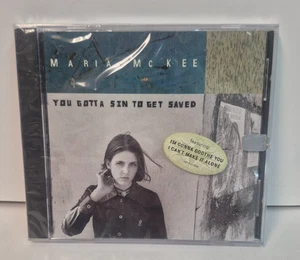 MARIA MCKEE
YOU GOTTA SIN TO GET SAVED
featuring
I'M GONNA SOOTHE YOU
I CAN'T MAKE IT ALONE